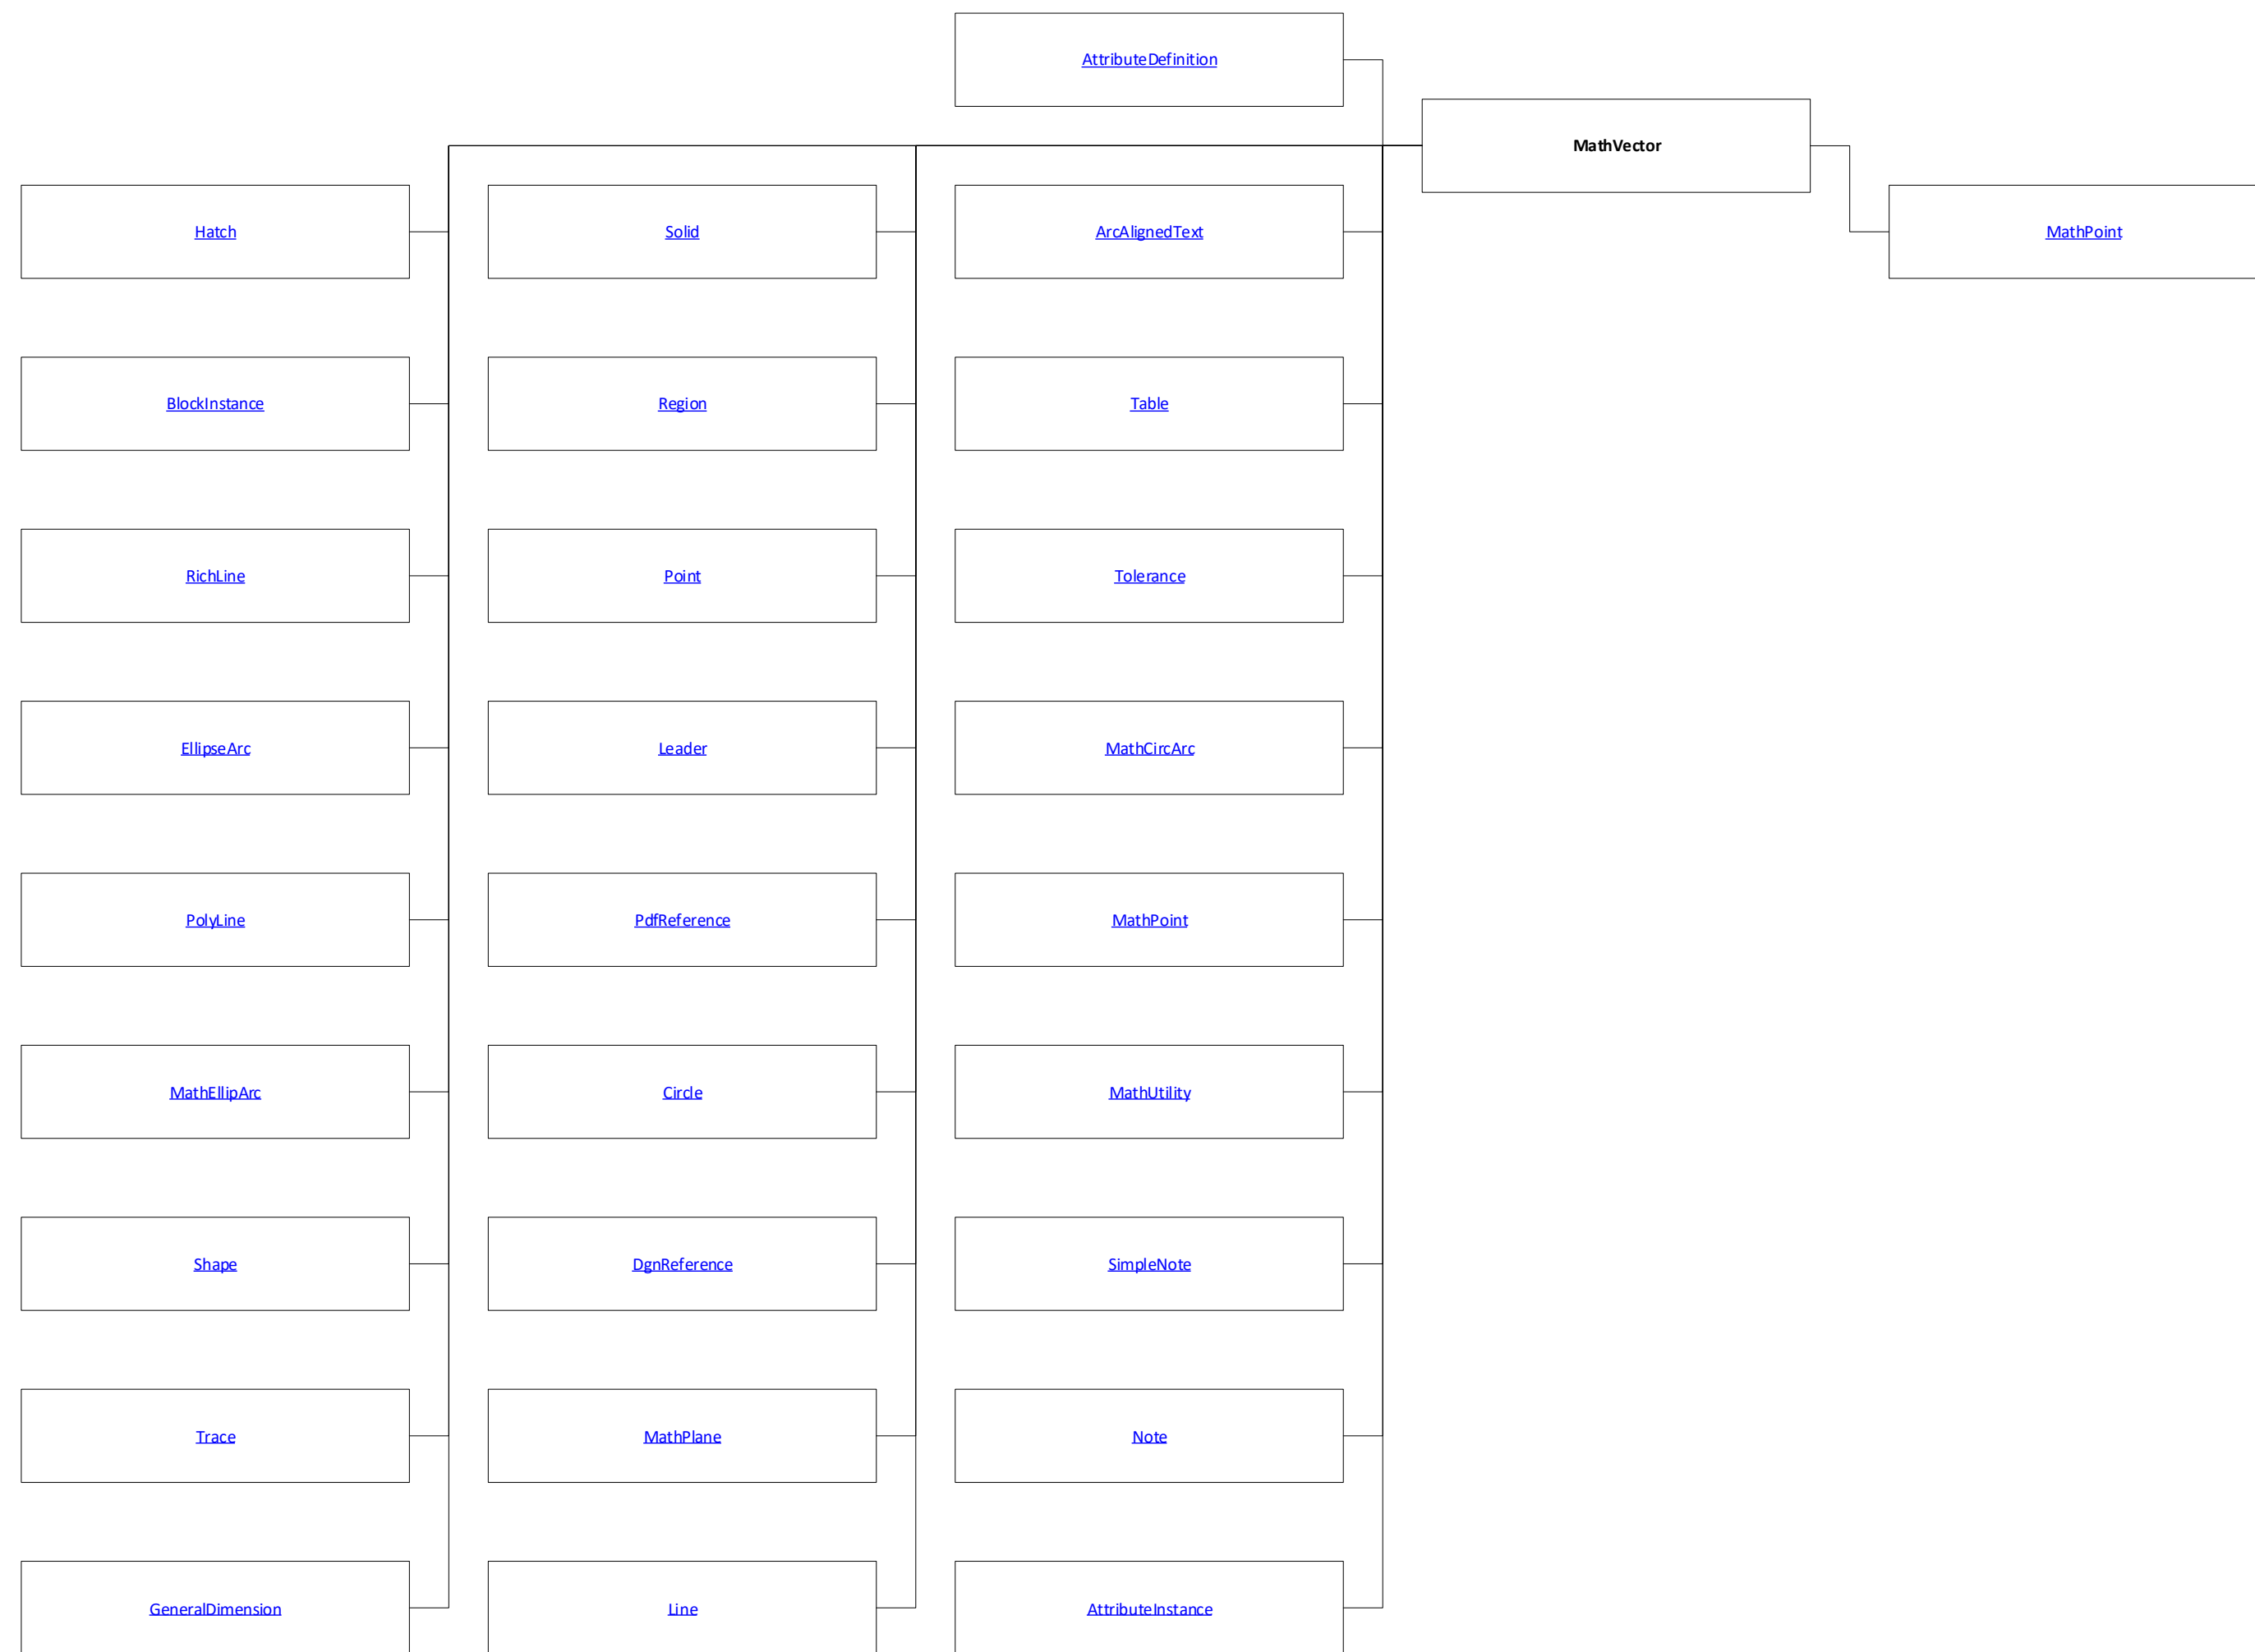 AttributeDefinition
MathVector
Hatch
Solid
ArcAlignedText
MathPoint
BlockInstance
Region
Table
RichLine
Point
Tolerance
EllipseArc
Leader
MathCircArc
PolyLine
PdfReference
MathPoint
MathEllipArc
Circle
MathUtility
Shape
DgnReference
SimpleNote
Trace
MathPlane
Note
GeneralDimension
Line
AttributeInstance